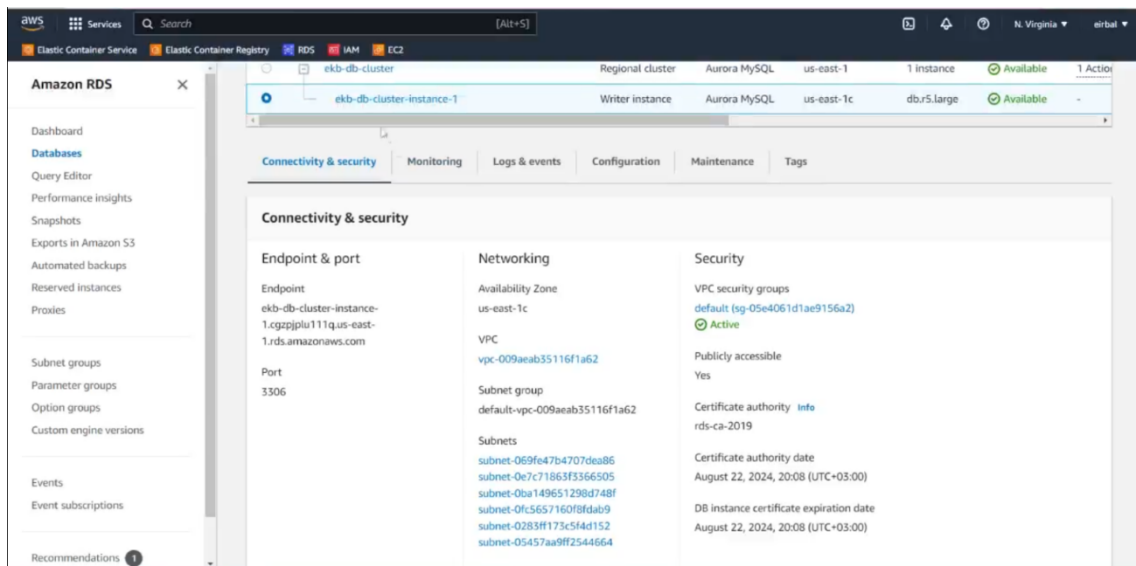 aws Services Search [Alt+S] N. Virginia eirbal
Elastic Container Service Elastic Container Registry RDS IAM EC2
Amazon RDS
Dashboard
Databases
Query Editor
Performance insights
Snapshots
Exports in Amazon S3
Automated backups
Reserved instances
Proxies
Subnet groups
Parameter groups
Option groups
Custom engine versions
Events
Event subscriptions
Recommendations 1
ekb-db-cluster Regional cluster Aurora MySQL us-east-1 1 instance Available 1 Action
ekb-db-cluster-instance-1 Writer instance Aurora MySQL us-east-1c db.r5.large Available -
Connectivity & security Monitoring Logs & events Configuration Maintenance Tags
Connectivity & security
Endpoint & port
Endpoint
ekb-db-cluster-instance-
1.cgzpjplu111q.us-east-
1.rds.amazonaws.com
Port
3306
Networking
Availability Zone
us-east-1c
VPC
vpc-009aeab35116f1a62
Subnet group
default-vpc-009aeab35116f1a62
Subnets
subnet-069fe47b4707dea86
subnet-0e7c71863f3366505
subnet-0ba149651298d748f
subnet-0fc5657160f8fdab9
subnet-0283ff173c5f4d152
subnet-05457aa9ff2544664
Security
VPC security groups
default (sg-05e4061d1ae9156a2)
Active
Publicly accessible
Yes
Certificate authority Info
rds-ca-2019
Certificate authority date
August 22, 2024, 20:08 (UTC+03:00)
DB instance certificate expiration date
August 22, 2024, 20:08 (UTC+03:00)